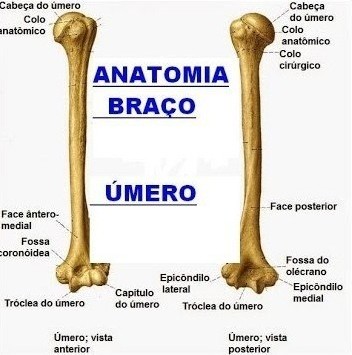 Cabeça do úmero
Colo
anatômico
ANATOMIA
BRAÇO
ÚMERO
Face ântero-
medial
Fossa
coronóidea
Tróclea do úmero
Capítulo
do úmero
Úmero; vista
anterior
Cabeça
do úmero
Colo
anatômico
Colo
cirúrgico
Face posterior
Fossa do
olécrano
Epicôndilo
lateral
Epicôndilo
medial
Tróclea do úmero
Úmero; vista
posterior